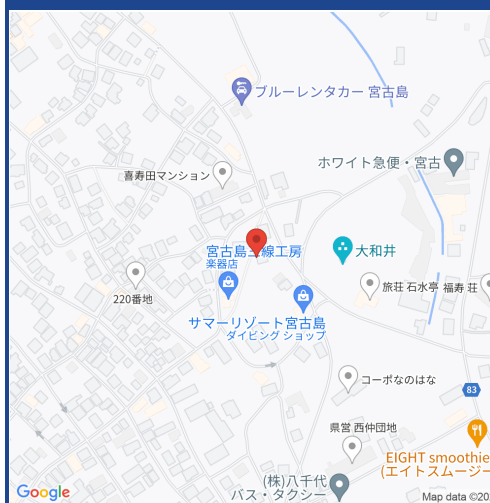 ブルーレンタカー 宮古島
ホワイト急便・宮古
喜寿田マンション
宮古島三線工房
楽器店
大和井
220番地
旅荘 石水亭
福寿 荘
サマーリゾート宮古島
ダイビング ショップ
コーポなのはな
83
県営 西仲団地
EIGHT smoothie
(エイトスムージー
(株)八千代
バス・タクシー
Google
Map data ©20